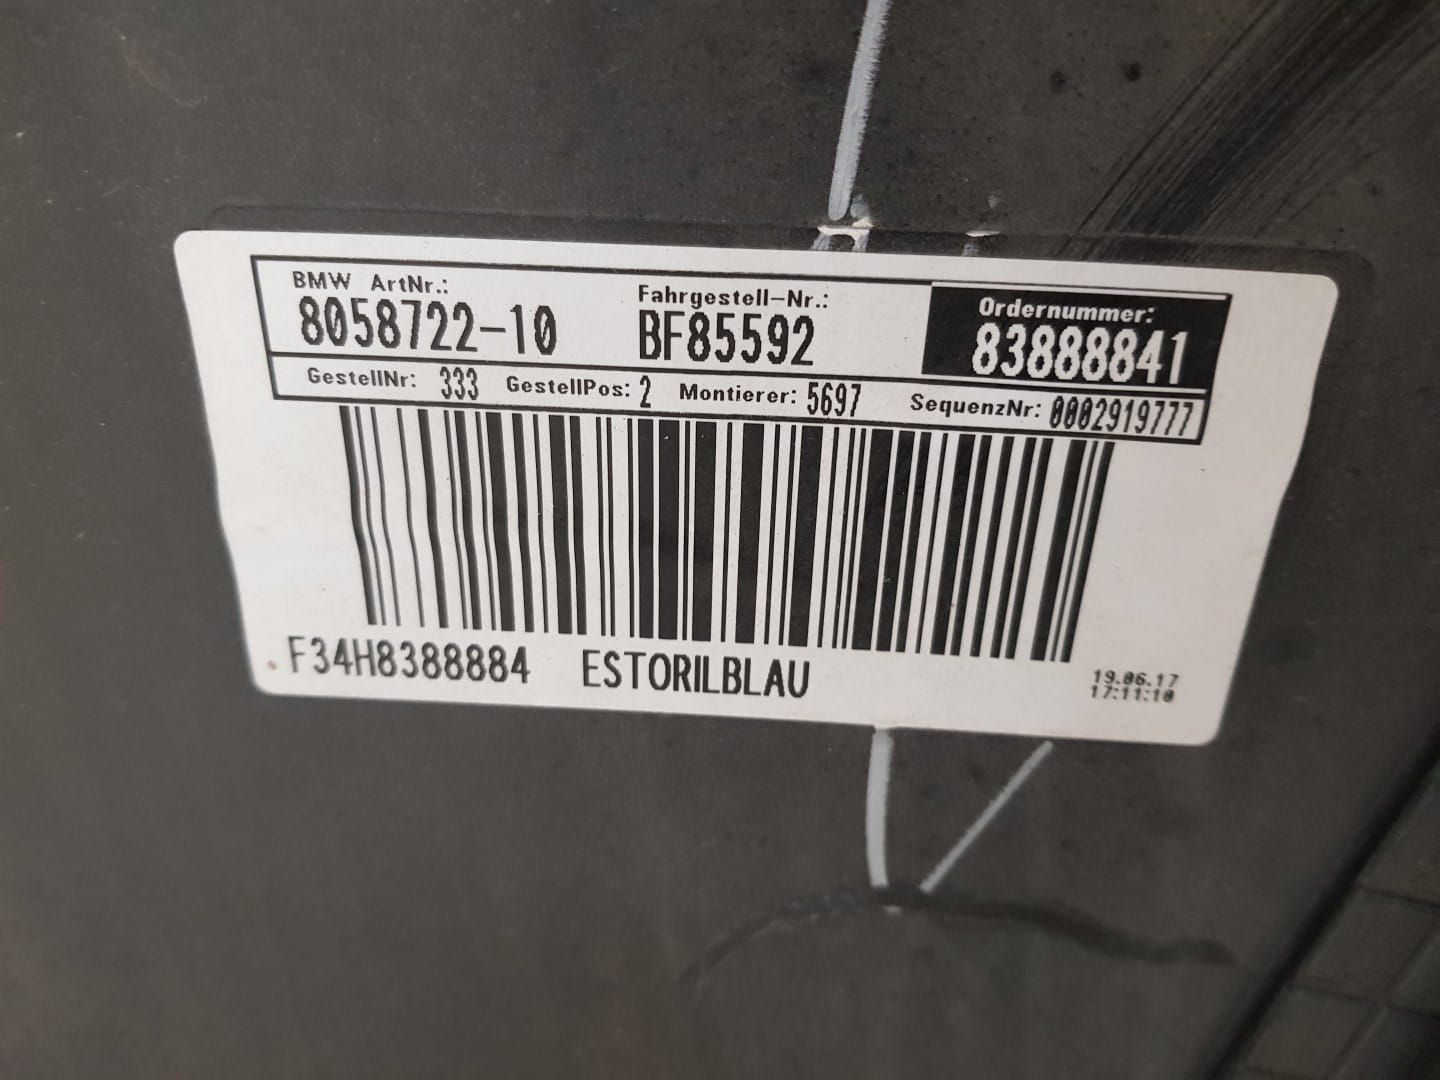 BMW ArtNr.: Fahrgestell-Nr.: Ordernummer:
8058722-10 BF85592 83888841
GestellNr: 333 GestellPos: 2 Montierer: 5697 SequenzNr: 0002919777
F34H8388884 ESTORILBLAU
19.06.17
17:11:10